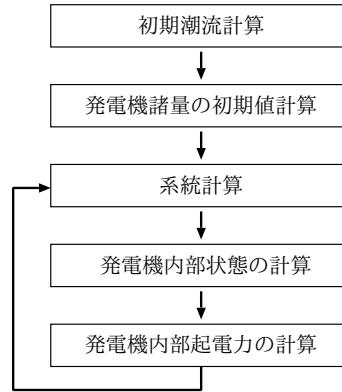 初期潮流計算
発電機諸量の初期値計算
系統計算
発電機内部状態の計算
発電機内部起電力の計算